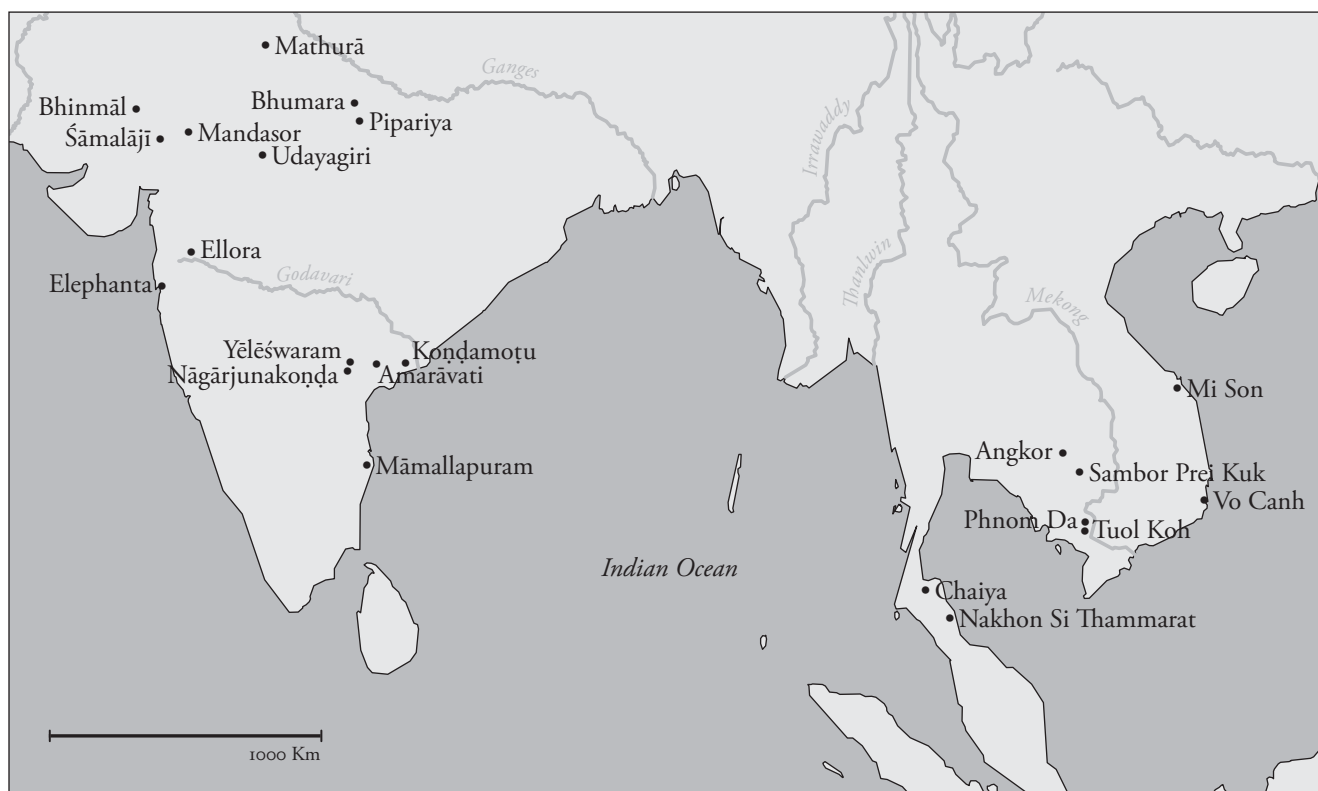 Mathurā
Ganges
Bhinmāl
Bhumara
Pipariya
Śāmalājī
Mandasor
Udayagiri
Irrawaddy
Ellora
Thanlwin
Godavari
Elephanta
Mekong
Yēlēśwaram
Koṇḍamoṭu
Nāgārjunakoṇḍa
Amarāvati
Mi Son
Māmallapuram
Angkor
Sambor Prei Kuk
Vo Canh
Phnom Da
Tuol Koh
Indian Ocean
Chaiya
Nakhon Si Thammarat
1000 Km